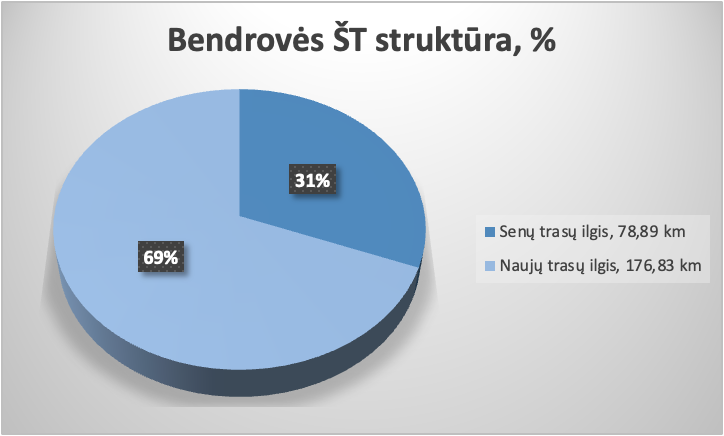 Bendrovės ŠT struktūra, %
31%
69%
Senų trasų ilgis, 78,89 km
Naujų trasų ilgis, 176,83 km